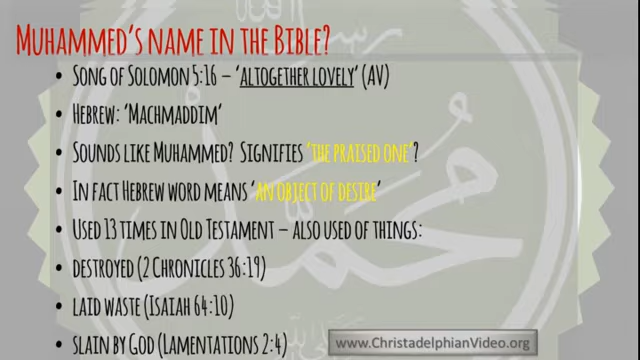 Muhammed's name in the Bible?
• Song of Solomon 5:16 – 'altogether lovely' (AV)
• Hebrew: 'Machmaddim'
• Sounds like Muhammed? Signifies 'the praised one'?
• In fact Hebrew word means 'an object of desire'
• Used 13 times in Old Testament – also used of things:
• destroyed (2 Chronicles 36:19)
• laid waste (Isaiah 64:10)
• slain by God (Lamentations 2:4)
www.ChristadelphianVideo.org
محمد